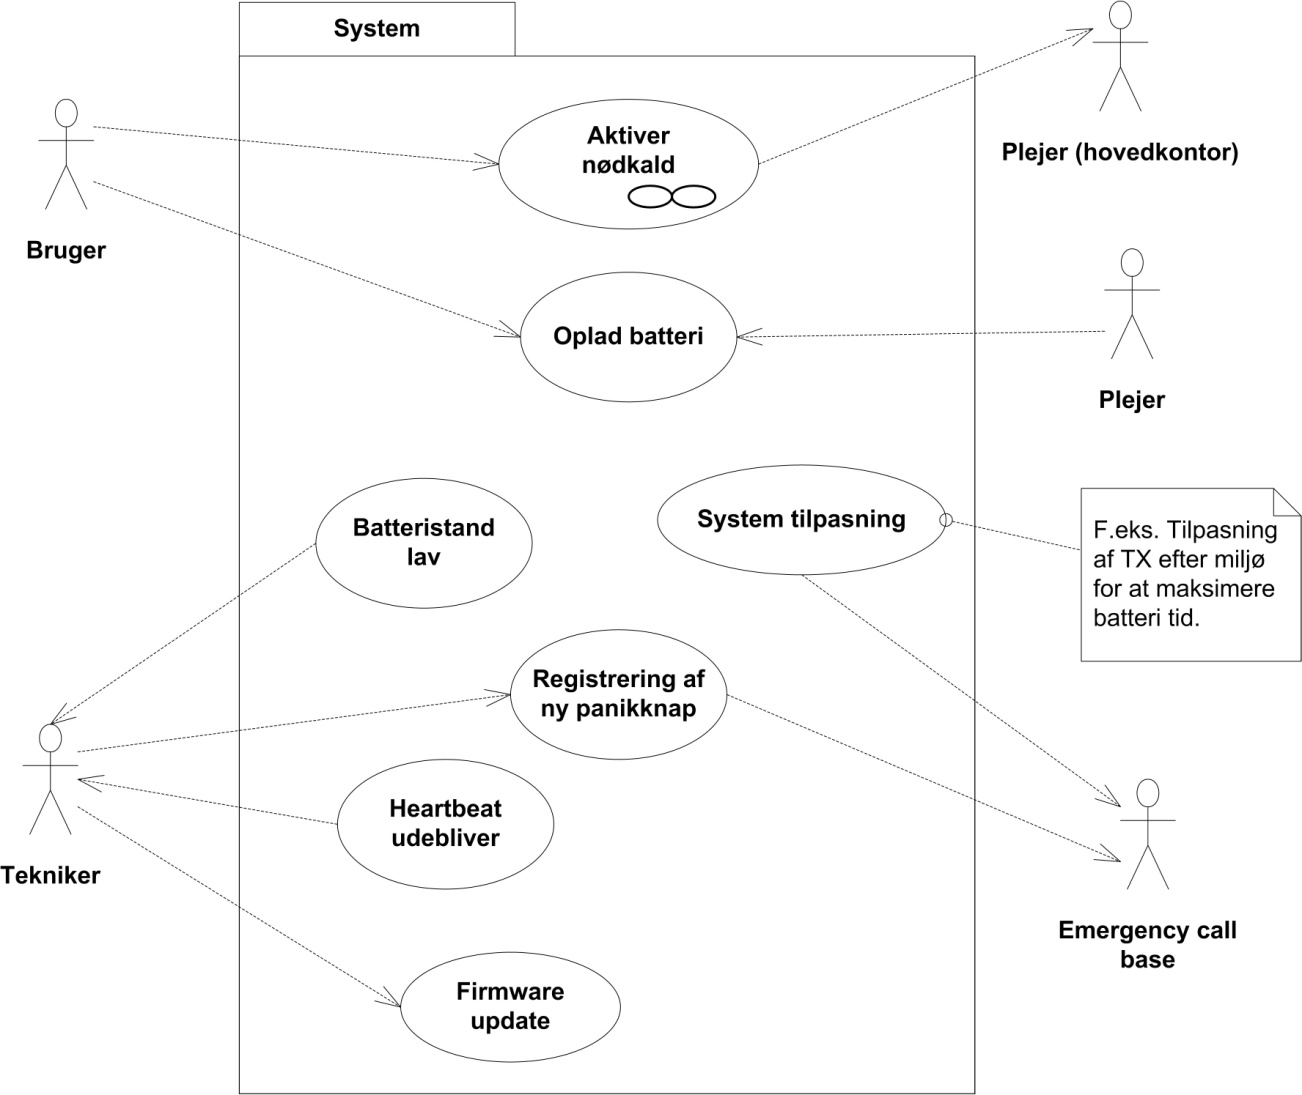 System
Aktiver
nødkald
Plejer (hovedkontor)
Bruger
Oplad batteri
Plejer
Batteristand
lav
System tilpasning
F.eks. Tilpasning
af TX efter miljø
for at maksimere
batteri tid.
Registrering af
ny panikknap
Heartbeat
udebliver
Tekniker
Emergency call
base
Firmware
update